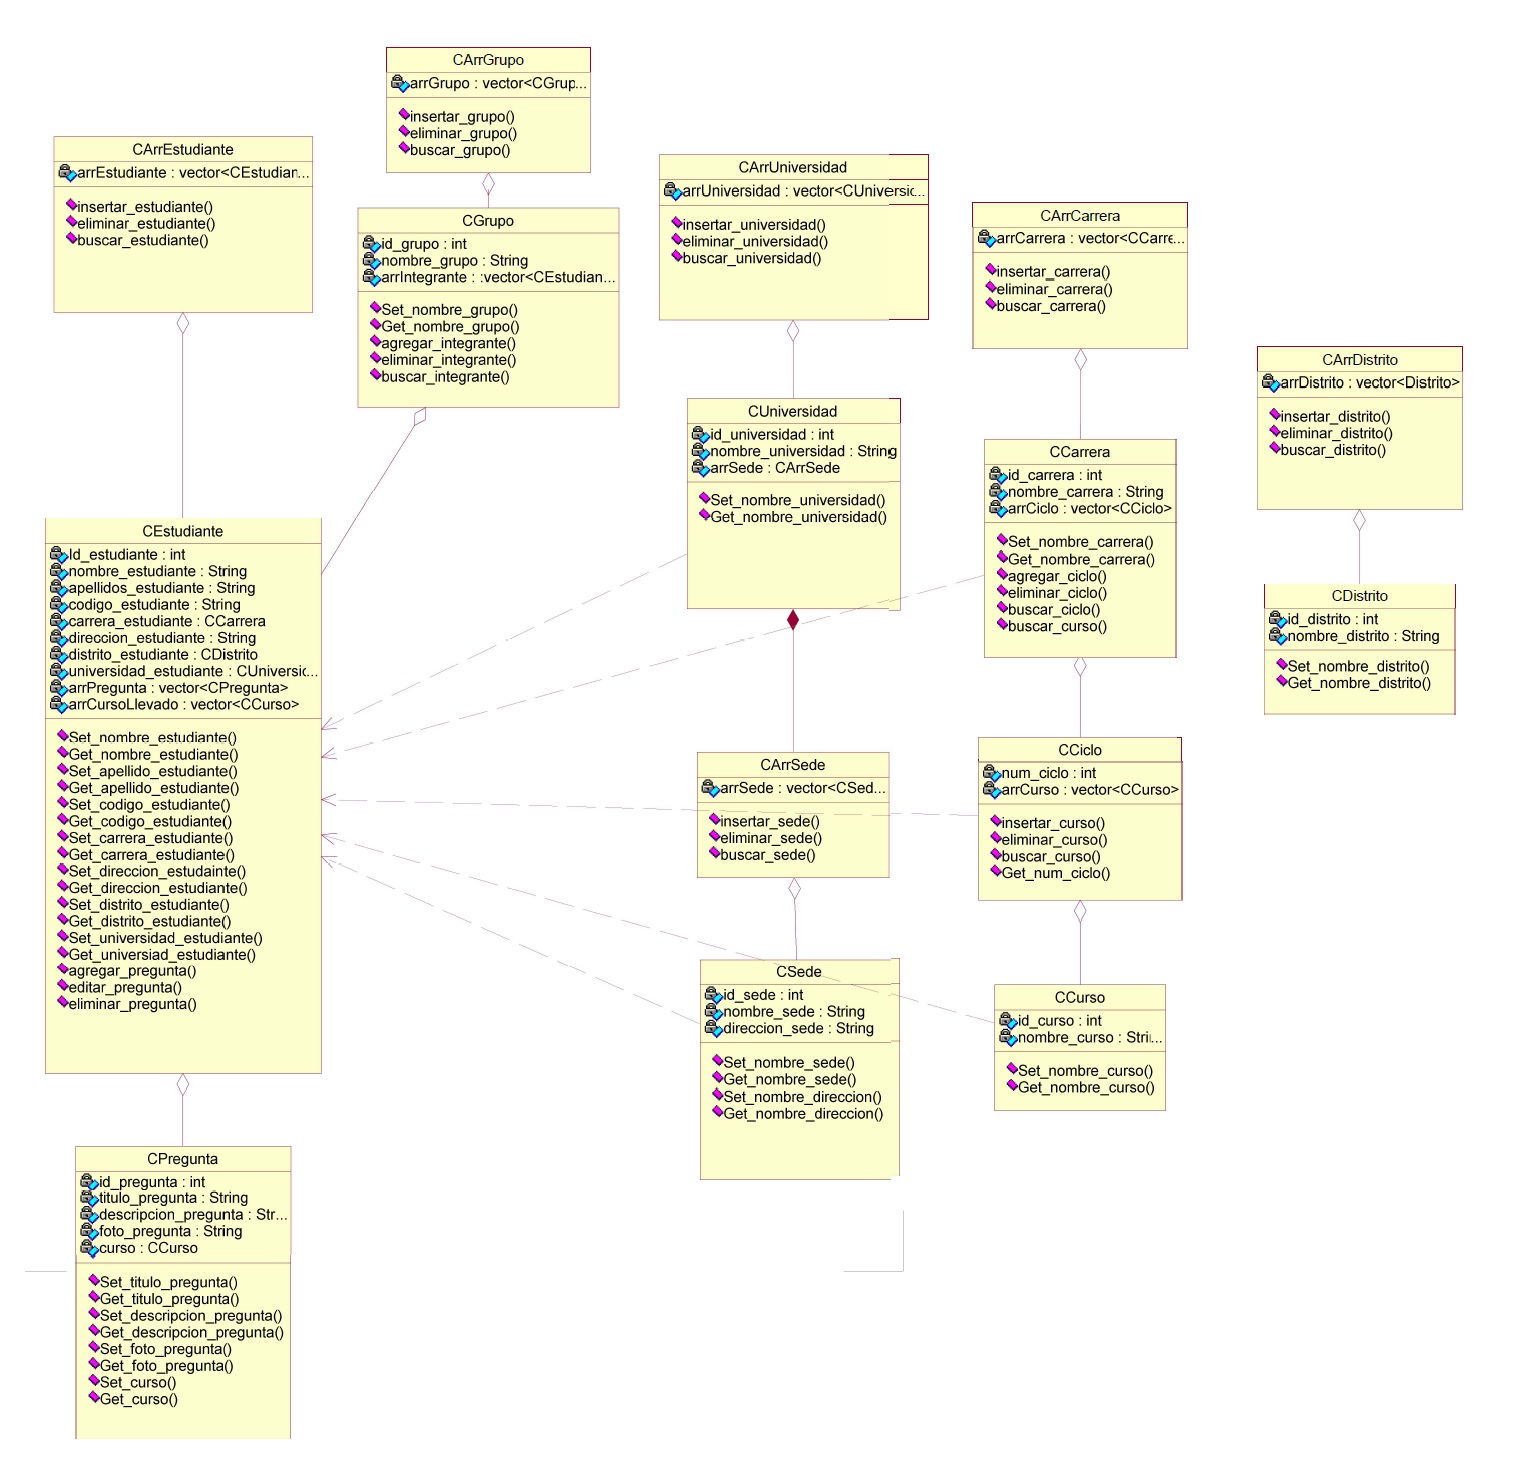 CArrGrupo
arrGrupo : vector<CGrup...
insertar_grupo()
eliminar_grupo()
buscar_grupo()
CArrEstudiante
arrEstudiante : vector<CEstudian...
insertar_estudiante()
eliminar_estudiante()
buscar_estudiante()
CArrUniversidad
arrUniversidad : vector<CUniversic...
insertar_universidad()
eliminar_universidad()
buscar_universidad()
CArrCarrera
arrCarrera : vector<CCarre...
insertar_carrera()
eliminar_carrera()
buscar_carrera()
CGrupo
id_grupo : int
nombre_grupo : String
arrIntegrante : :vector<CEstudian...
Set_nombre_grupo()
Get_nombre_grupo()
agregar_integrante()
eliminar_integrante()
buscar_integrante()
CArrDistrito
arrDistrito : vector<Distrito>
insertar_distrito()
eliminar_distrito()
buscar_distrito()
CUniversidad
id_universidad : int
nombre_universidad : String
arrSede : CArrSede
Set_nombre_universidad()
Get_nombre_universidad()
CCarrera
id_carrera : int
nombre_carrera : String
arrCiclo : vector<CCiclo>
Set_nombre_carrera()
Get_nombre_carrera()
agregar_ciclo()
eliminar_ciclo()
buscar_ciclo()
buscar_curso()
CEstudiante
Id_estudiante : int
nombre_estudiante : String
apellidos_estudiante : String
codigo_estudiante : String
carrera_estudiante : CCarrera
direccion_estudiante : String
distrito_estudiante : CDistrito
universidad_estudiante : CUniversic...
arrPregunta : vector<CPregunta>
arrCursoLlevado : vector<CCurso>
Set_nombre_estudiante()
Get_nombre_estudiante()
Set_apellido_estudiante()
Get_apellido_estudiante()
Set_codigo_estudiante()
Get_codigo_estudiante()
Set_carrera_estudiante()
Get_carrera_estudiante()
Set_direccion_estudainte()
Get_direccion_estudiante()
Set_distrito_estudiante()
Get_distrito_estudiante()
Set_universidad_estudiante()
Get_universiad_estudiante()
agregar_pregunta()
editar_pregunta()
eliminar_pregunta()
CDistrito
id_distrito : int
nombre_distrito : String
Set_nombre_distrito()
Get_nombre_distrito()
CArrSede
arrSede : vector<CSed...
insertar_sede()
eliminar_sede()
buscar_sede()
CCiclo
num_ciclo : int
arrCurso : vector<CCurso>
insertar_curso()
eliminar_curso()
buscar_curso()
Get_num_ciclo()
CSede
id_sede : int
nombre_sede : String
direccion_sede : String
Set_nombre_sede()
Get_nombre_sede()
Set_nombre_direccion()
Get_nombre_direccion()
CCurso
id_curso : int
nombre_curso : Stri...
Set_nombre_curso()
Get_nombre_curso()
CPregunta
id_pregunta : int
titulo_pregunta : String
descripcion_pregunta : Str...
foto_pregunta : String
curso : CCurso
Set_titulo_pregunta()
Get_titulo_pregunta()
Set_descripcion_pregunta()
Get_descripcion_pregunta()
Set_foto_pregunta()
Get_foto_pregunta()
Set_curso()
Get_curso()